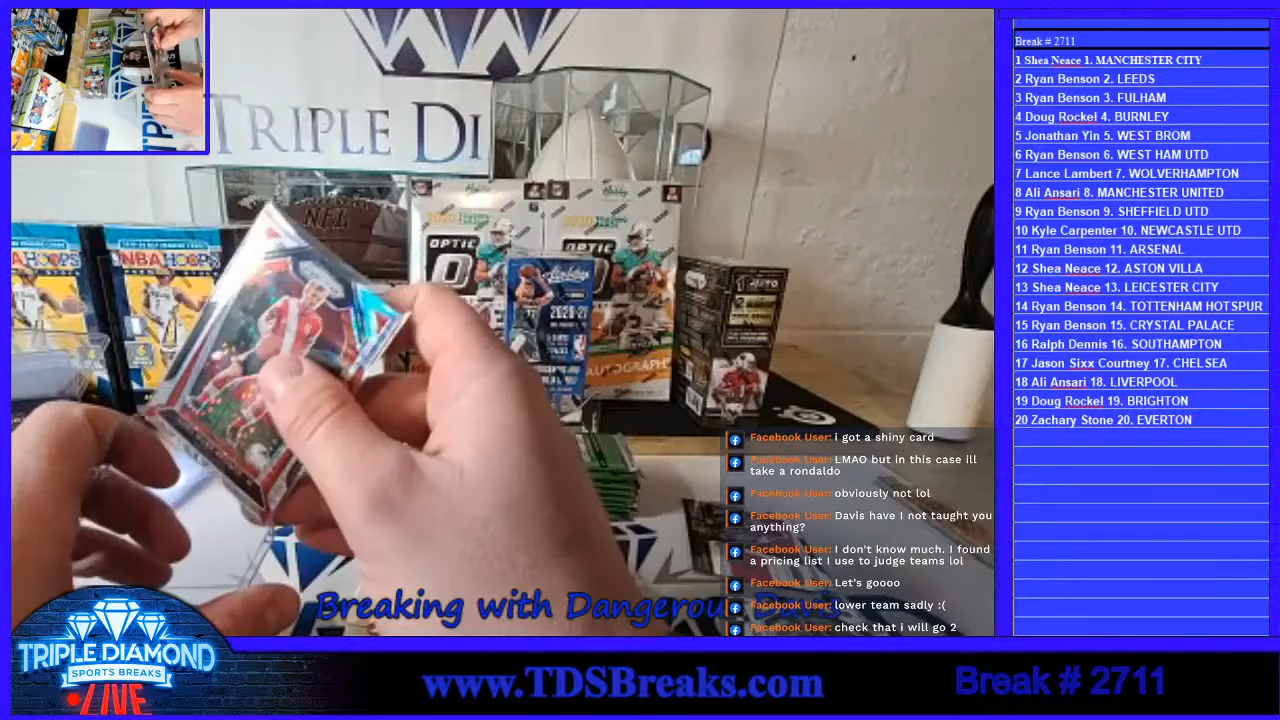 TRIPLE DI
NFL
NBA HOOPS
NBA HOOPS
OPTIC
OPTIC
Absolute
2020-21
AUTOGRAPH
1 AUTO
Facebook User: i got a shiny card
Facebook User: LMAO but in this case ill
take a rondaldo
Facebook User: obviously not lol
Facebook User: Davis have I not taught you
anything?
Facebook User: I don't know much. I found
a pricing list I use to judge teams lol
Facebook User: Let's goooo
Facebook User: lower team sadly :(
Facebook User: check that i will go 2
Breaking with Dangerous
TRIPLE DIAMOND
SPORTS BREAKS
LIVE
www.TDSBreaks.com
Break # 2711
Break # 2711
1 Shea Neace 1. MANCHESTER CITY
2 Ryan Benson 2. LEEDS
3 Ryan Benson 3. FULHAM
4 Doug Rockel 4. BURNLEY
5 Jonathan Yin 5. WEST BROM
6 Ryan Benson 6. WEST HAM UTD
7 Lance Lambert 7. WOLVERHAMPTON
8 Ali Ansari 8. MANCHESTER UNITED
9 Ryan Benson 9. SHEFFIELD UTD
10 Kyle Carpenter 10. NEWCASTLE UTD
11 Ryan Benson 11. ARSENAL
12 Shea Neace 12. ASTON VILLA
13 Shea Neace 13. LEICESTER CITY
14 Ryan Benson 14. TOTTENHAM HOTSPUR
15 Ryan Benson 15. CRYSTAL PALACE
16 Ralph Dennis 16. SOUTHAMPTON
17 Jason Sixx Courtney 17. CHELSEA
18 Ali Ansari 18. LIVERPOOL
19 Doug Rockel 19. BRIGHTON
20 Zachary Stone 20. EVERTON